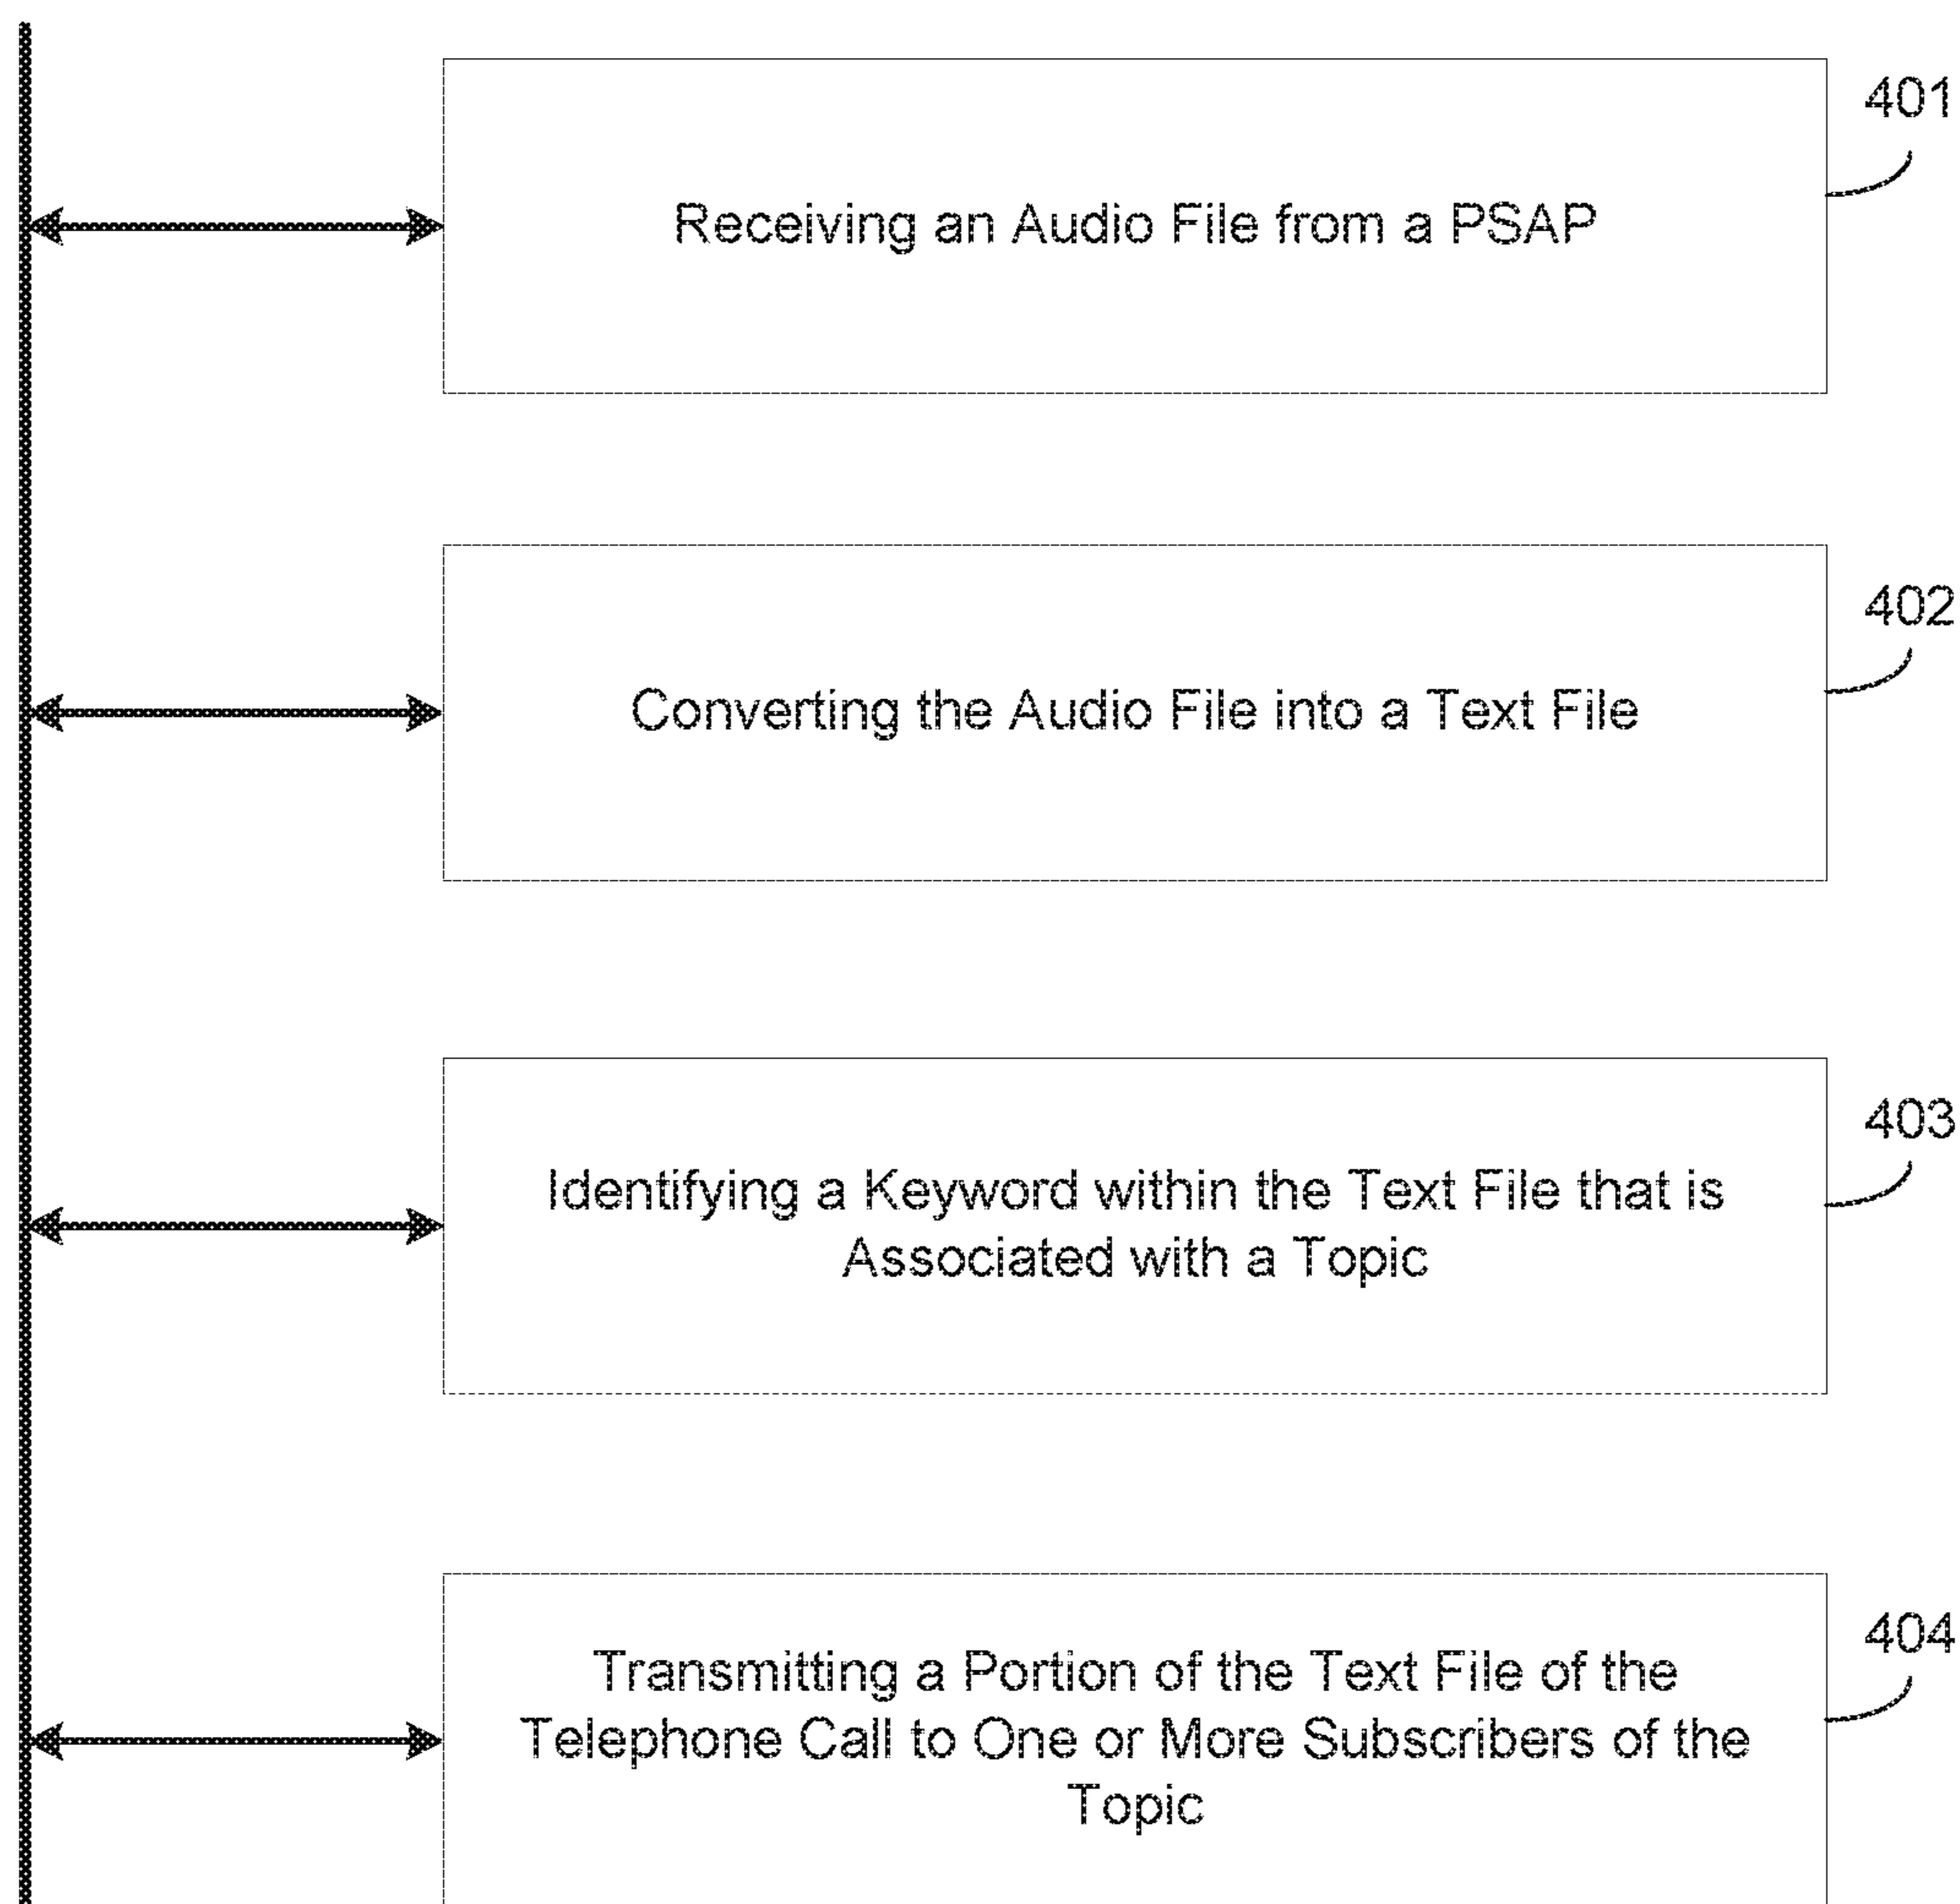 401
Receiving an Audio File from a PSAP
402
Converting the Audio File into a Text File
403
Identifying a Keyword within the Text File that is
Associated with a Topic
404
Transmitting a Portion of the Text File of the
Telephone Call to One or More Subscribers of the
Topic